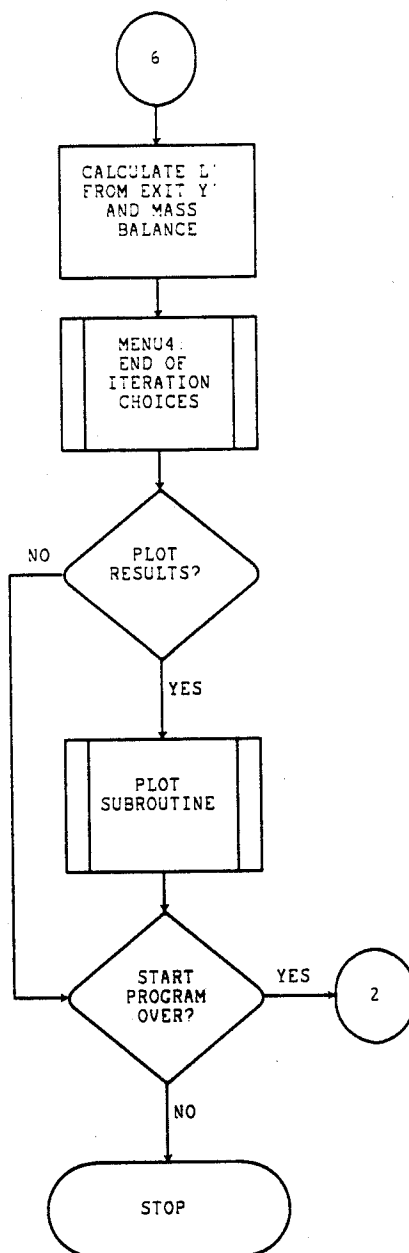 6
CALCULATE L'
FROM EXIT Y'
AND MASS
BALANCE
MENU4:
END OF
ITERATION
CHOICES
PLOT
RESULTS?
NO
YES
PLOT
SUBROUTINE
START
PROGRAM
OVER?
YES
2
NO
STOP